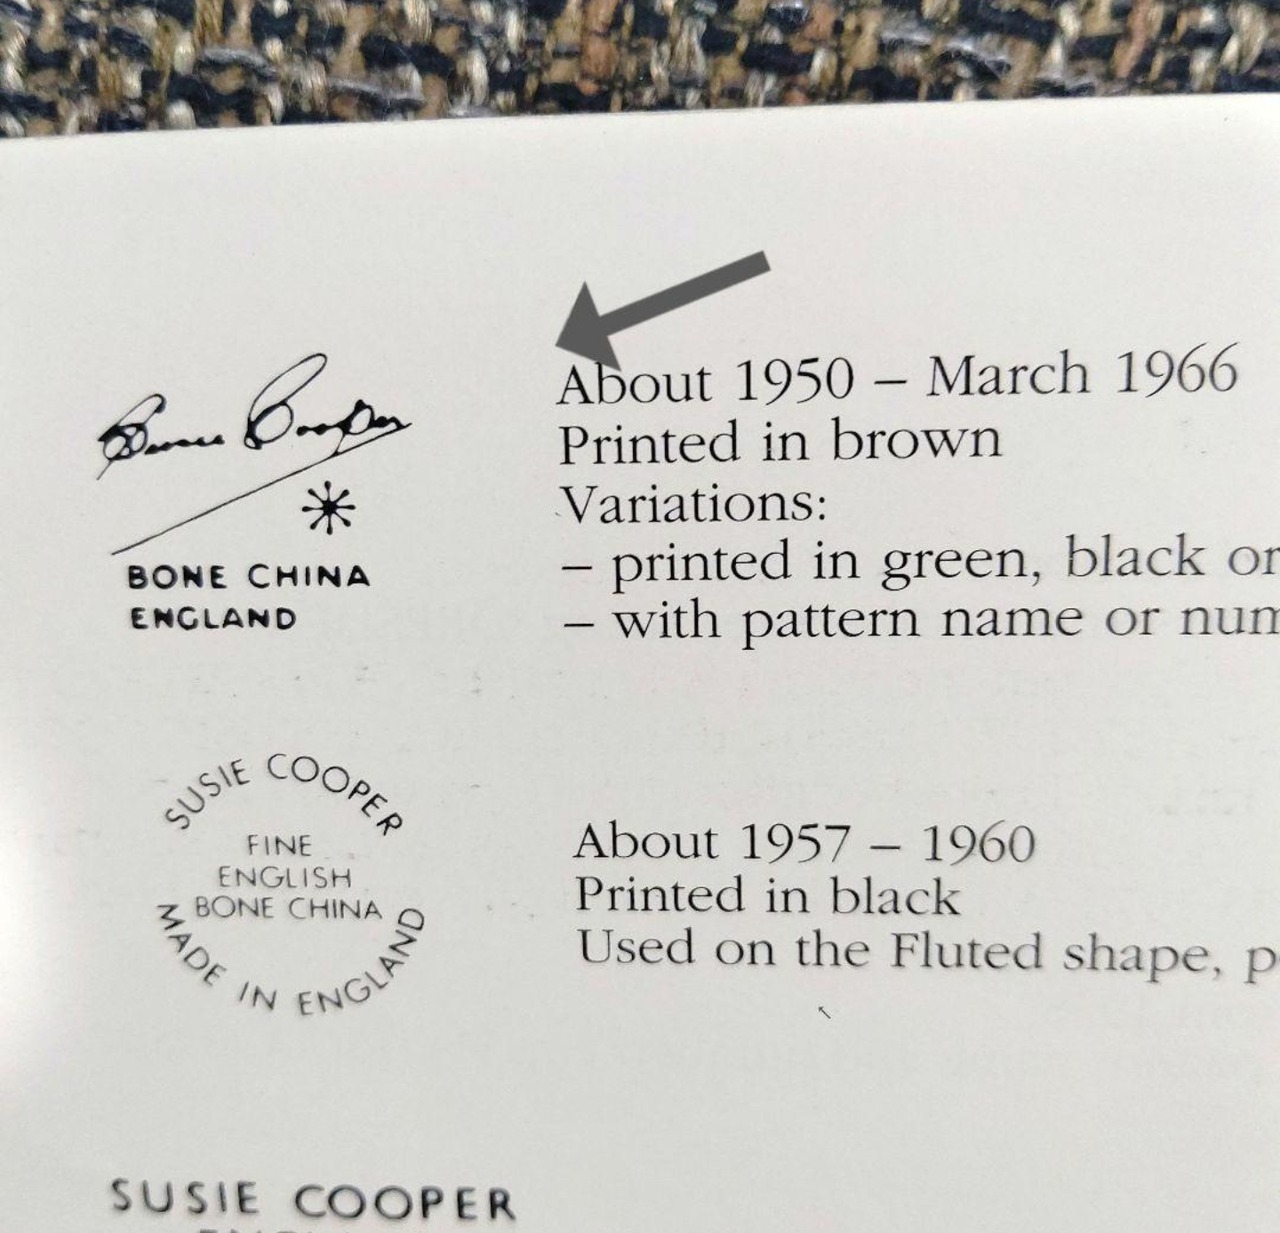 Susie Cooper
BONE CHINA
ENGLAND
About 1950 – March 1966
Printed in brown
Variations:
– printed in green, black or
– with pattern name or num
SUSIE COOPER
FINE
ENGLISH
BONE CHINA
MADE IN ENGLAND
About 1957 – 1960
Printed in black
Used on the Fluted shape, p
SUSIE COOPER